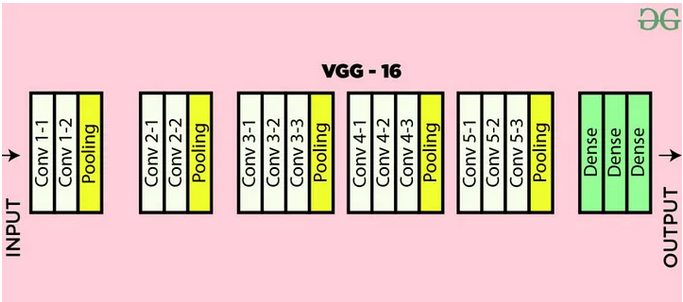 VGG - 16
INPUT
Conv 1-1
Conv 1-2
Pooling
Conv 2-1
Conv 2-2
Pooling
Conv 3-1
Conv 3-2
Conv 3-3
Pooling
Conv 4-1
Conv 4-2
Conv 4-3
Pooling
Conv 5-1
Conv 5-2
Conv 5-3
Pooling
Dense
Dense
Dense
OUTPUT